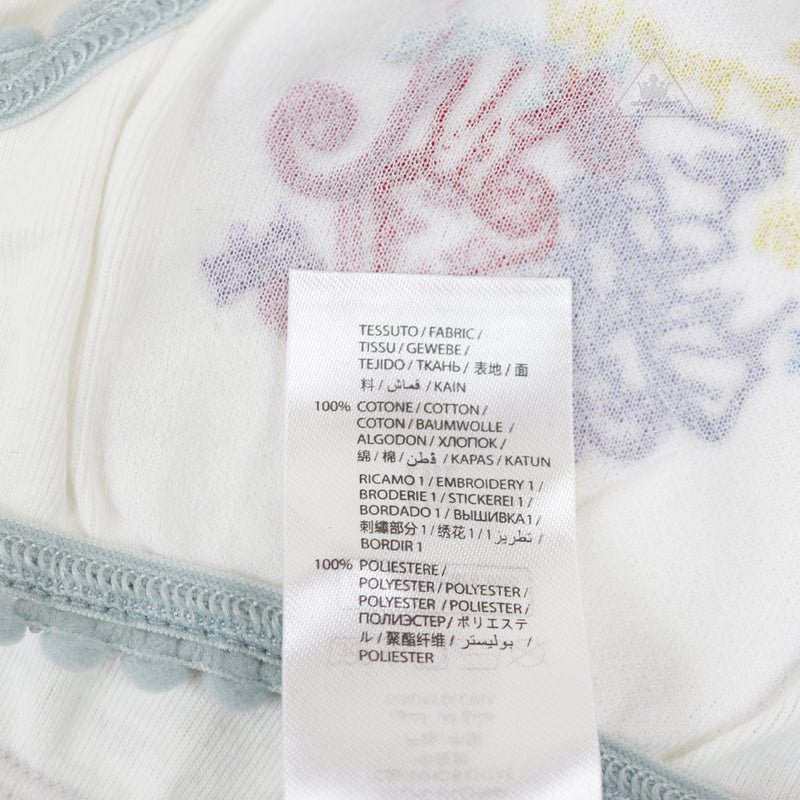 TESSUTO / FABRIC /
TISSU / GEWEBE /
TEJIDO / ТКАНЬ / 表地 / 面
料 / قماش / KAIN
100% COTONE / COTTON /
COTON / BAUMWOLLE /
ALGODON / ХЛОПОК /
綿 / 棉 / قطن / KAPAS / KATUN
RICAMO 1 / EMBROIDERY 1 /
BRODERIE 1 / STICKEREI 1 /
BORDADO 1 / ВЫШИВКА 1 /
刺繍部分 1 / 绣花 1 / تطريز 1 /
BORDIR 1
100% POLIESTERE /
POLYESTER / POLYESTER /
POLYESTER / POLIESTER /
ПОЛИЭСТЕР / ポリエステ
ル / 聚酯纤维 / بوليستر /
POLIESTER